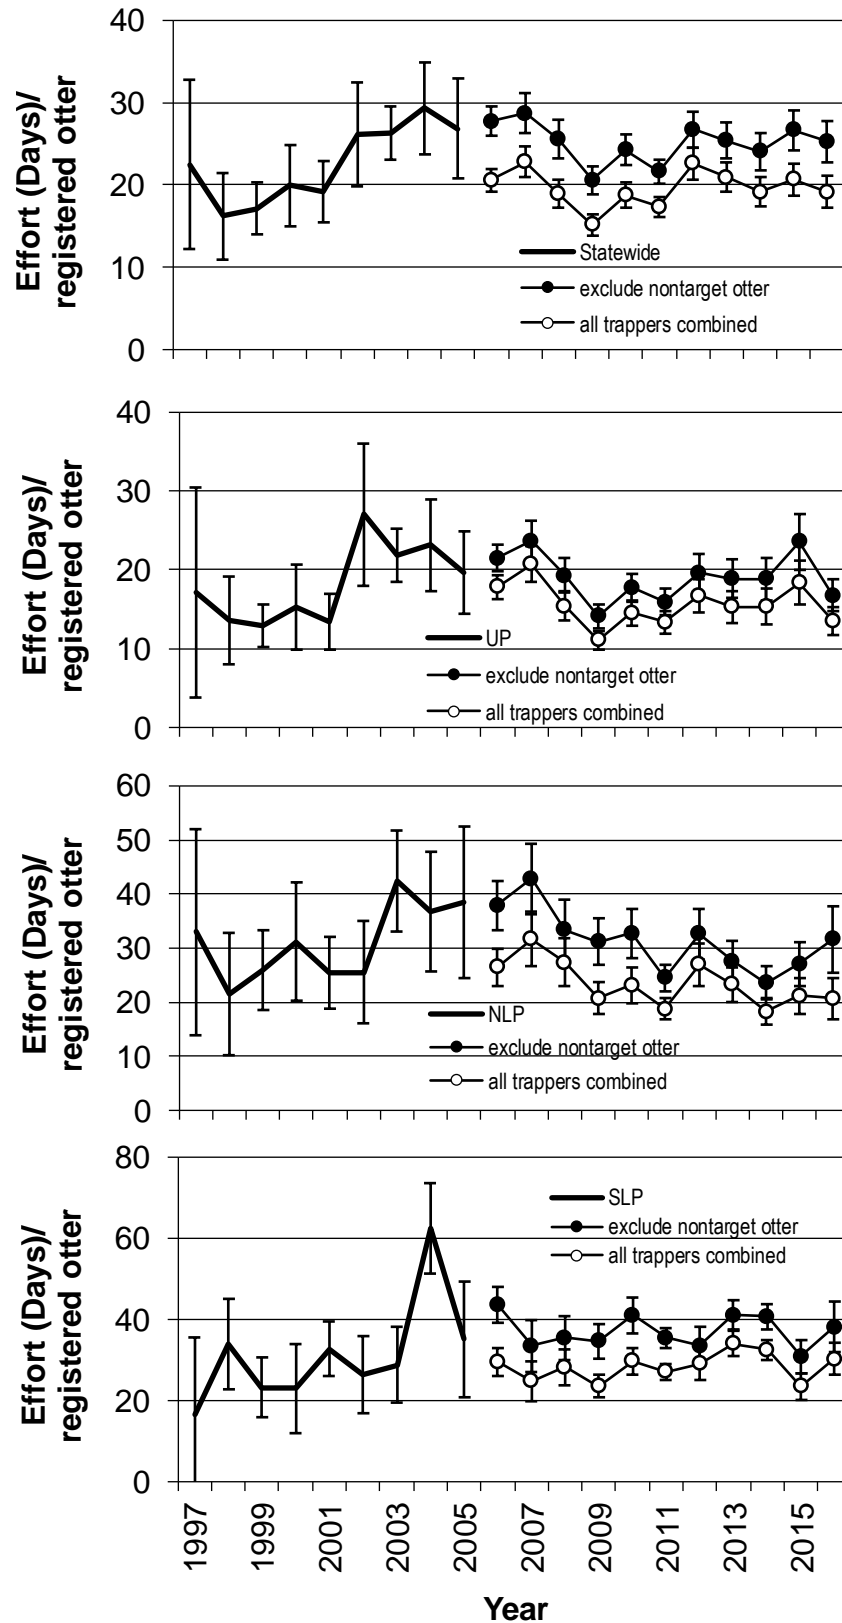 Effort (Days)/
registered otter
40
30
20
10
0
Statewide
exclude nontarget otter
all trappers combined
Effort (Days)/
registered otter
40
30
20
10
0
UP
exclude nontarget otter
all trappers combined
Effort (Days)/
registered otter
60
50
40
30
20
10
0
NLP
exclude nontarget otter
all trappers combined
Effort (Days)/
registered otter
80
60
40
20
0
SLP
exclude nontarget otter
all trappers combined
1997
1999
2001
2003
2005
2007
2009
2011
2013
2015
Year